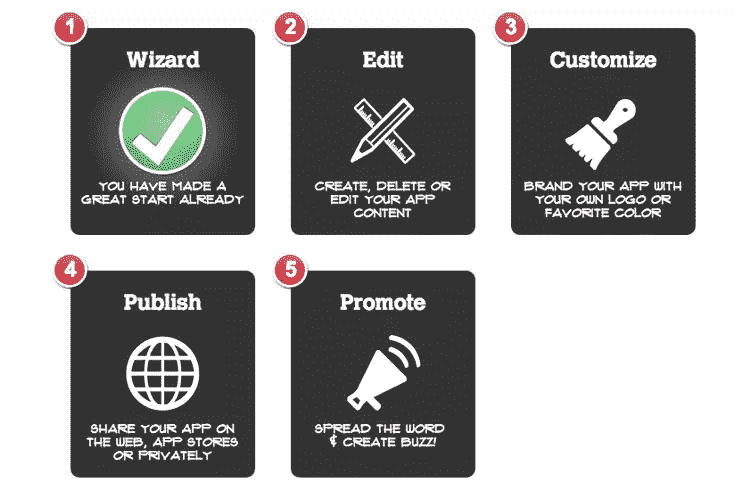 1
Wizard
YOU HAVE MADE A
GREAT START ALREADY
2
Edit
CREATE, DELETE OR
EDIT YOUR APP
CONTENT
3
Customize
BRAND YOUR APP WITH
YOUR OWN LOGO OR
FAVORITE COLOR
4
Publish
SHARE YOUR APP ON
THE WEB, APP STORES
OR PRIVATELY
5
Promote
SPREAD THE WORD
& CREATE BUZZ!